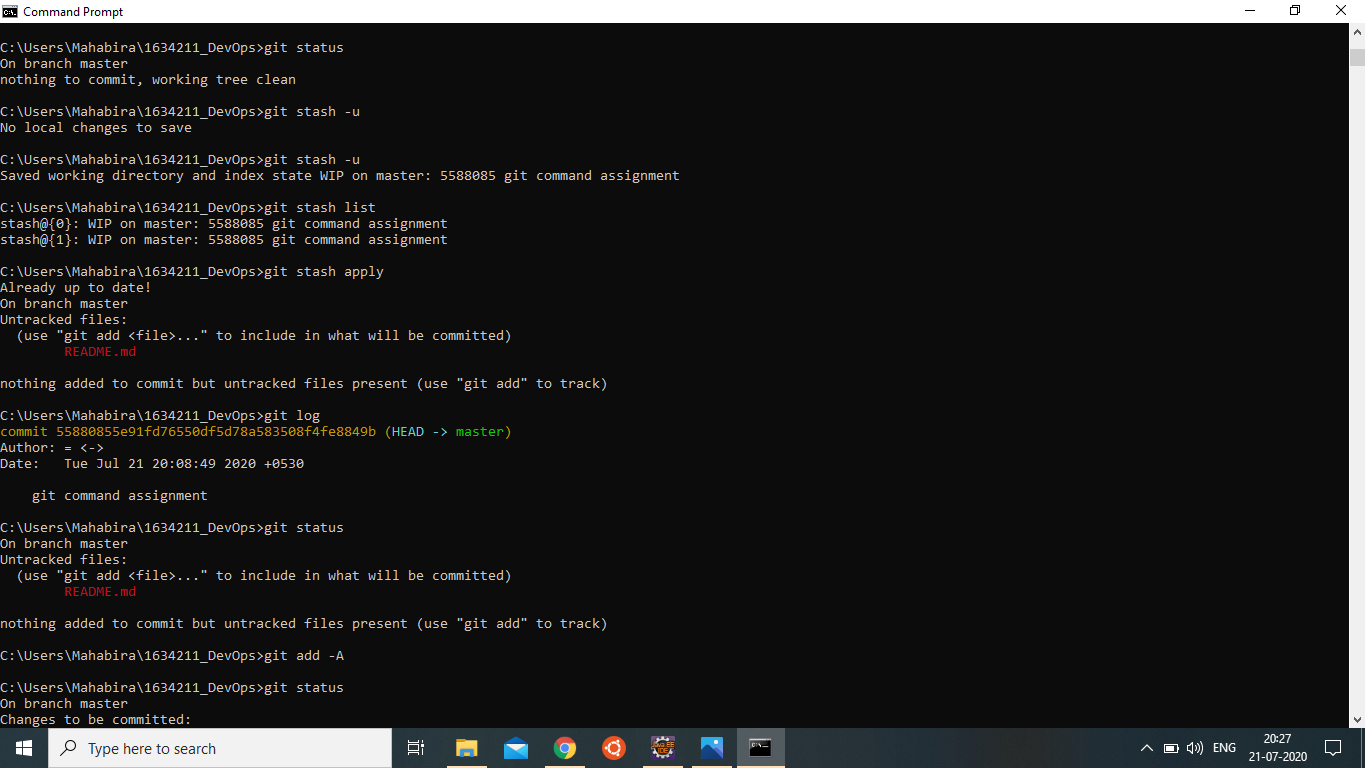 Command Prompt
C:\Users\Mahabira\1634211_DevOps>git status
On branch master
nothing to commit, working tree clean
C:\Users\Mahabira\1634211_DevOps>git stash -u
No local changes to save
C:\Users\Mahabira\1634211_DevOps>git stash -u
Saved working directory and index state WIP on master: 5588085 git command assignment
C:\Users\Mahabira\1634211_DevOps>git stash list
stash@{0}: WIP on master: 5588085 git command assignment
stash@{1}: WIP on master: 5588085 git command assignment
C:\Users\Mahabira\1634211_DevOps>git stash apply
Already up to date!
On branch master
Untracked files:
  (use "git add <file>..." to include in what will be committed)
        README.md
nothing added to commit but untracked files present (use "git add" to track)
C:\Users\Mahabira\1634211_DevOps>git log
commit 55880855e91fd76550df5d78a583508f4fe8849b (HEAD -> master)
Author: = <->
Date:   Tue Jul 21 20:08:49 2020 +0530
    git command assignment
C:\Users\Mahabira\1634211_DevOps>git status
On branch master
Untracked files:
  (use "git add <file>..." to include in what will be committed)
        README.md
nothing added to commit but untracked files present (use "git add" to track)
C:\Users\Mahabira\1634211_DevOps>git add -A
C:\Users\Mahabira\1634211_DevOps>git status
On branch master
Changes to be committed:
Type here to search
ENG
20:27
21-07-2020